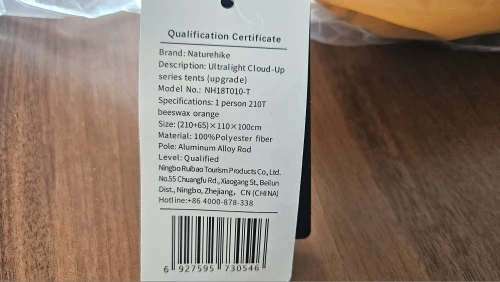 Qualification Certificate
Brand: Naturehike
Description: Ultralight Cloud-Up
series tents (upgrade)
Model No.: NH18T010-T
Specifications: 1 person 210T
beeswax orange
Size: (210+65)×110×100cm
Material: 100%Polyester fiber
Pole: Aluminum Alloy Rod
Level: Qualified
Ningbo Ruibao Tourism Products Co., Ltd.
No.55 Chuangfu Rd., Xiaogang St., Beilun
Dist., Ningbo, Zhejiang, CN (CHINA)
Hotline:+86 4000-878-338
6 927595 730546